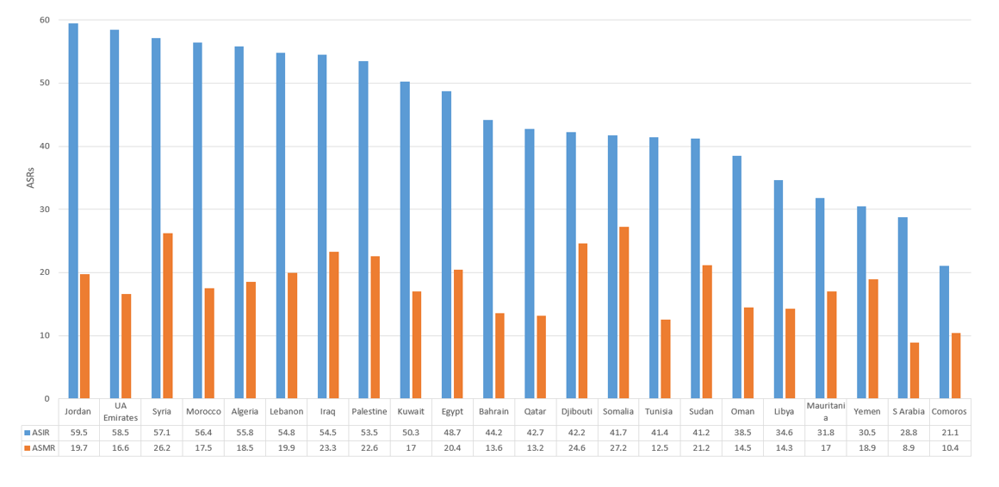 60
50
40
30
20
10
0
ASRs
Jordan UA Emirates Syria Morocco Algeria Lebanon Iraq Palestine Kuwait Egypt Bahrain Qatar Djibouti Somalia Tunisia Sudan Oman Libya Mauritania Yemen S Arabia Comoros
ASIR 59.5 58.5 57.1 56.4 55.8 54.8 54.5 53.5 50.3 48.7 44.2 42.7 42.2 41.7 41.4 41.2 38.5 34.6 31.8 30.5 28.8 21.1
ASMR 19.7 16.6 26.2 17.5 18.5 19.9 23.3 22.6 17 20.4 13.6 13.2 24.6 27.2 12.5 21.2 14.5 14.3 17 18.9 8.9 10.4